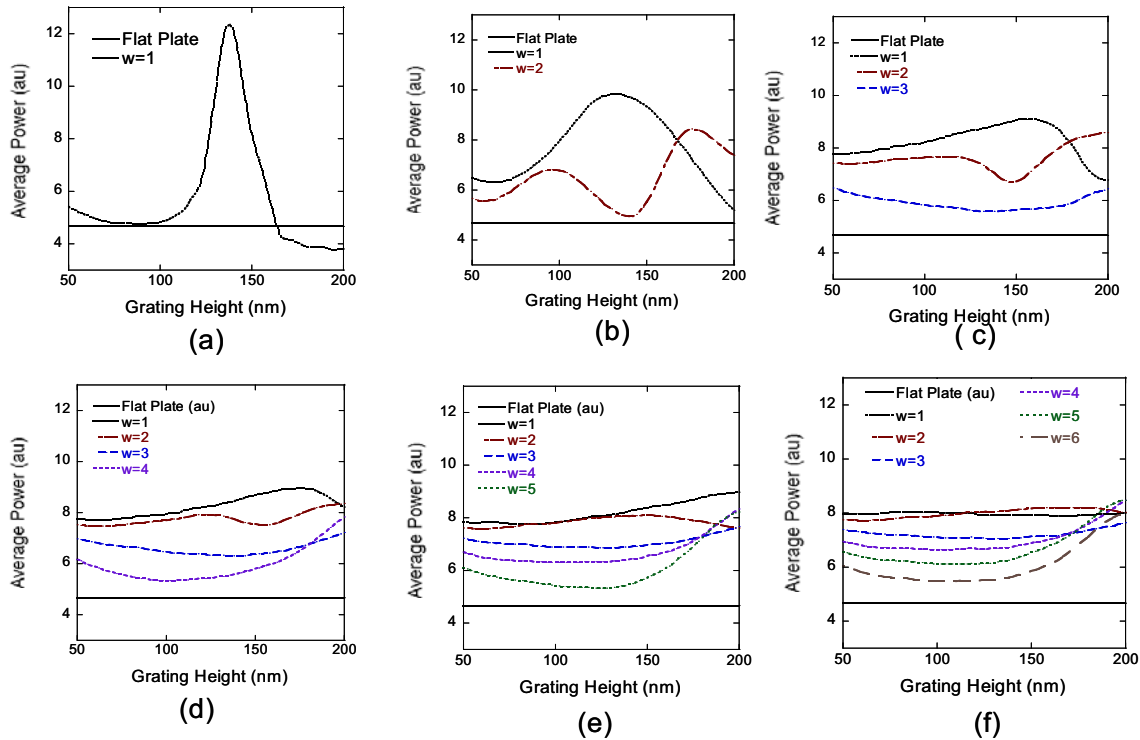 12
10
8
6
4
50
100
150
200
Average Power (au)
Grating Height (nm)
Flat Plate
w=1
(a)
12
10
8
6
4
50
100
150
200
Average Power (au)
Grating Height (nm)
Flat Plate
w=1
w=2
(b)
12
10
8
6
4
50
100
150
200
Average Power (au)
Grating Height (nm)
Flat Plate
w=1
w=2
w=3
( c)
12
10
8
6
4
50
100
150
200
Average Power (au)
Grating Height (nm)
Flat Plate (au)
w=1
w=2
w=3
w=4
(d)
12
10
8
6
4
50
100
150
200
Average Power (au)
Grating Height (nm)
Flat Plate (au)
w=1
w=2
w=3
w=4
w=5
(e)
12
10
8
6
4
50
100
150
200
Average Power (au)
Grating Height (nm)
Flat Plate (au)
w=1
w=2
w=3
w=4
w=5
w=6
(f)